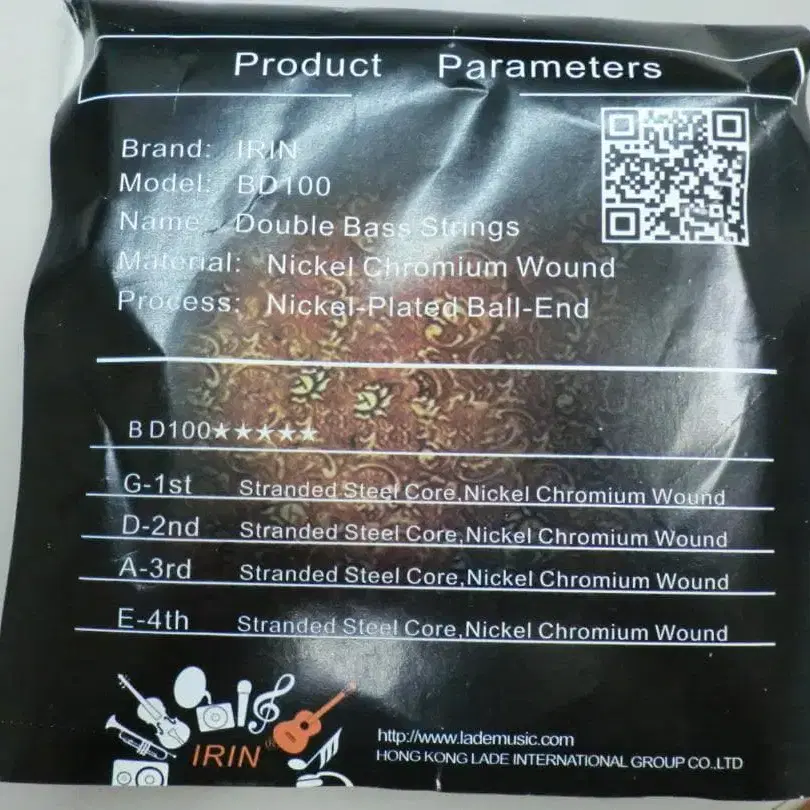 Product Parameters
Brand: IRIN
Model: BD100
Name Double Bass Strings
Material: Nickel Chromium Wound
Process: Nickel-Plated Ball-End
BD100★★★★★
G-1st Stranded Steel Core,Nickel Chromium Wound
D-2nd Stranded Steel Core,Nickel Chromium Wound
A-3rd Stranded Steel Core,Nickel Chromium Wound
E-4th Stranded Steel Core,Nickel Chromium Wound
IRIN®
http://www.lademusic.com
HONG KONG LADE INTERNATIONAL GROUP CO.,LTD